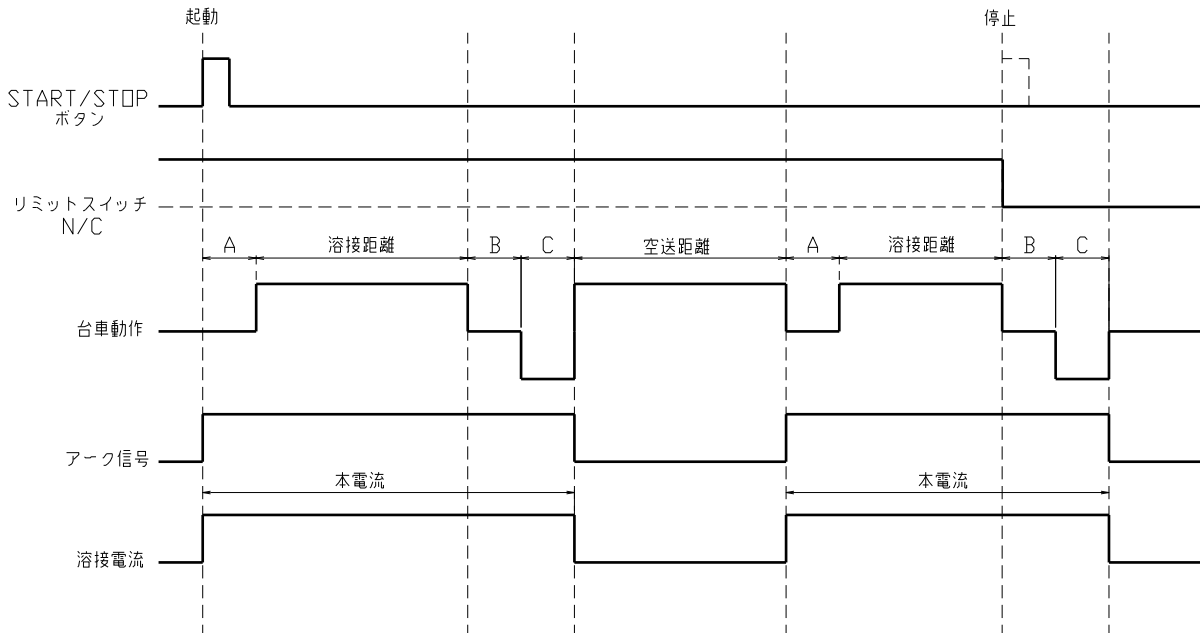 起動
停止
START/STOP
ボタン
リミットスイッチ
N/C
A
溶接距離
B
C
空送距離
A
溶接距離
B
C
台車動作
アーク信号
本電流
本電流
溶接電流